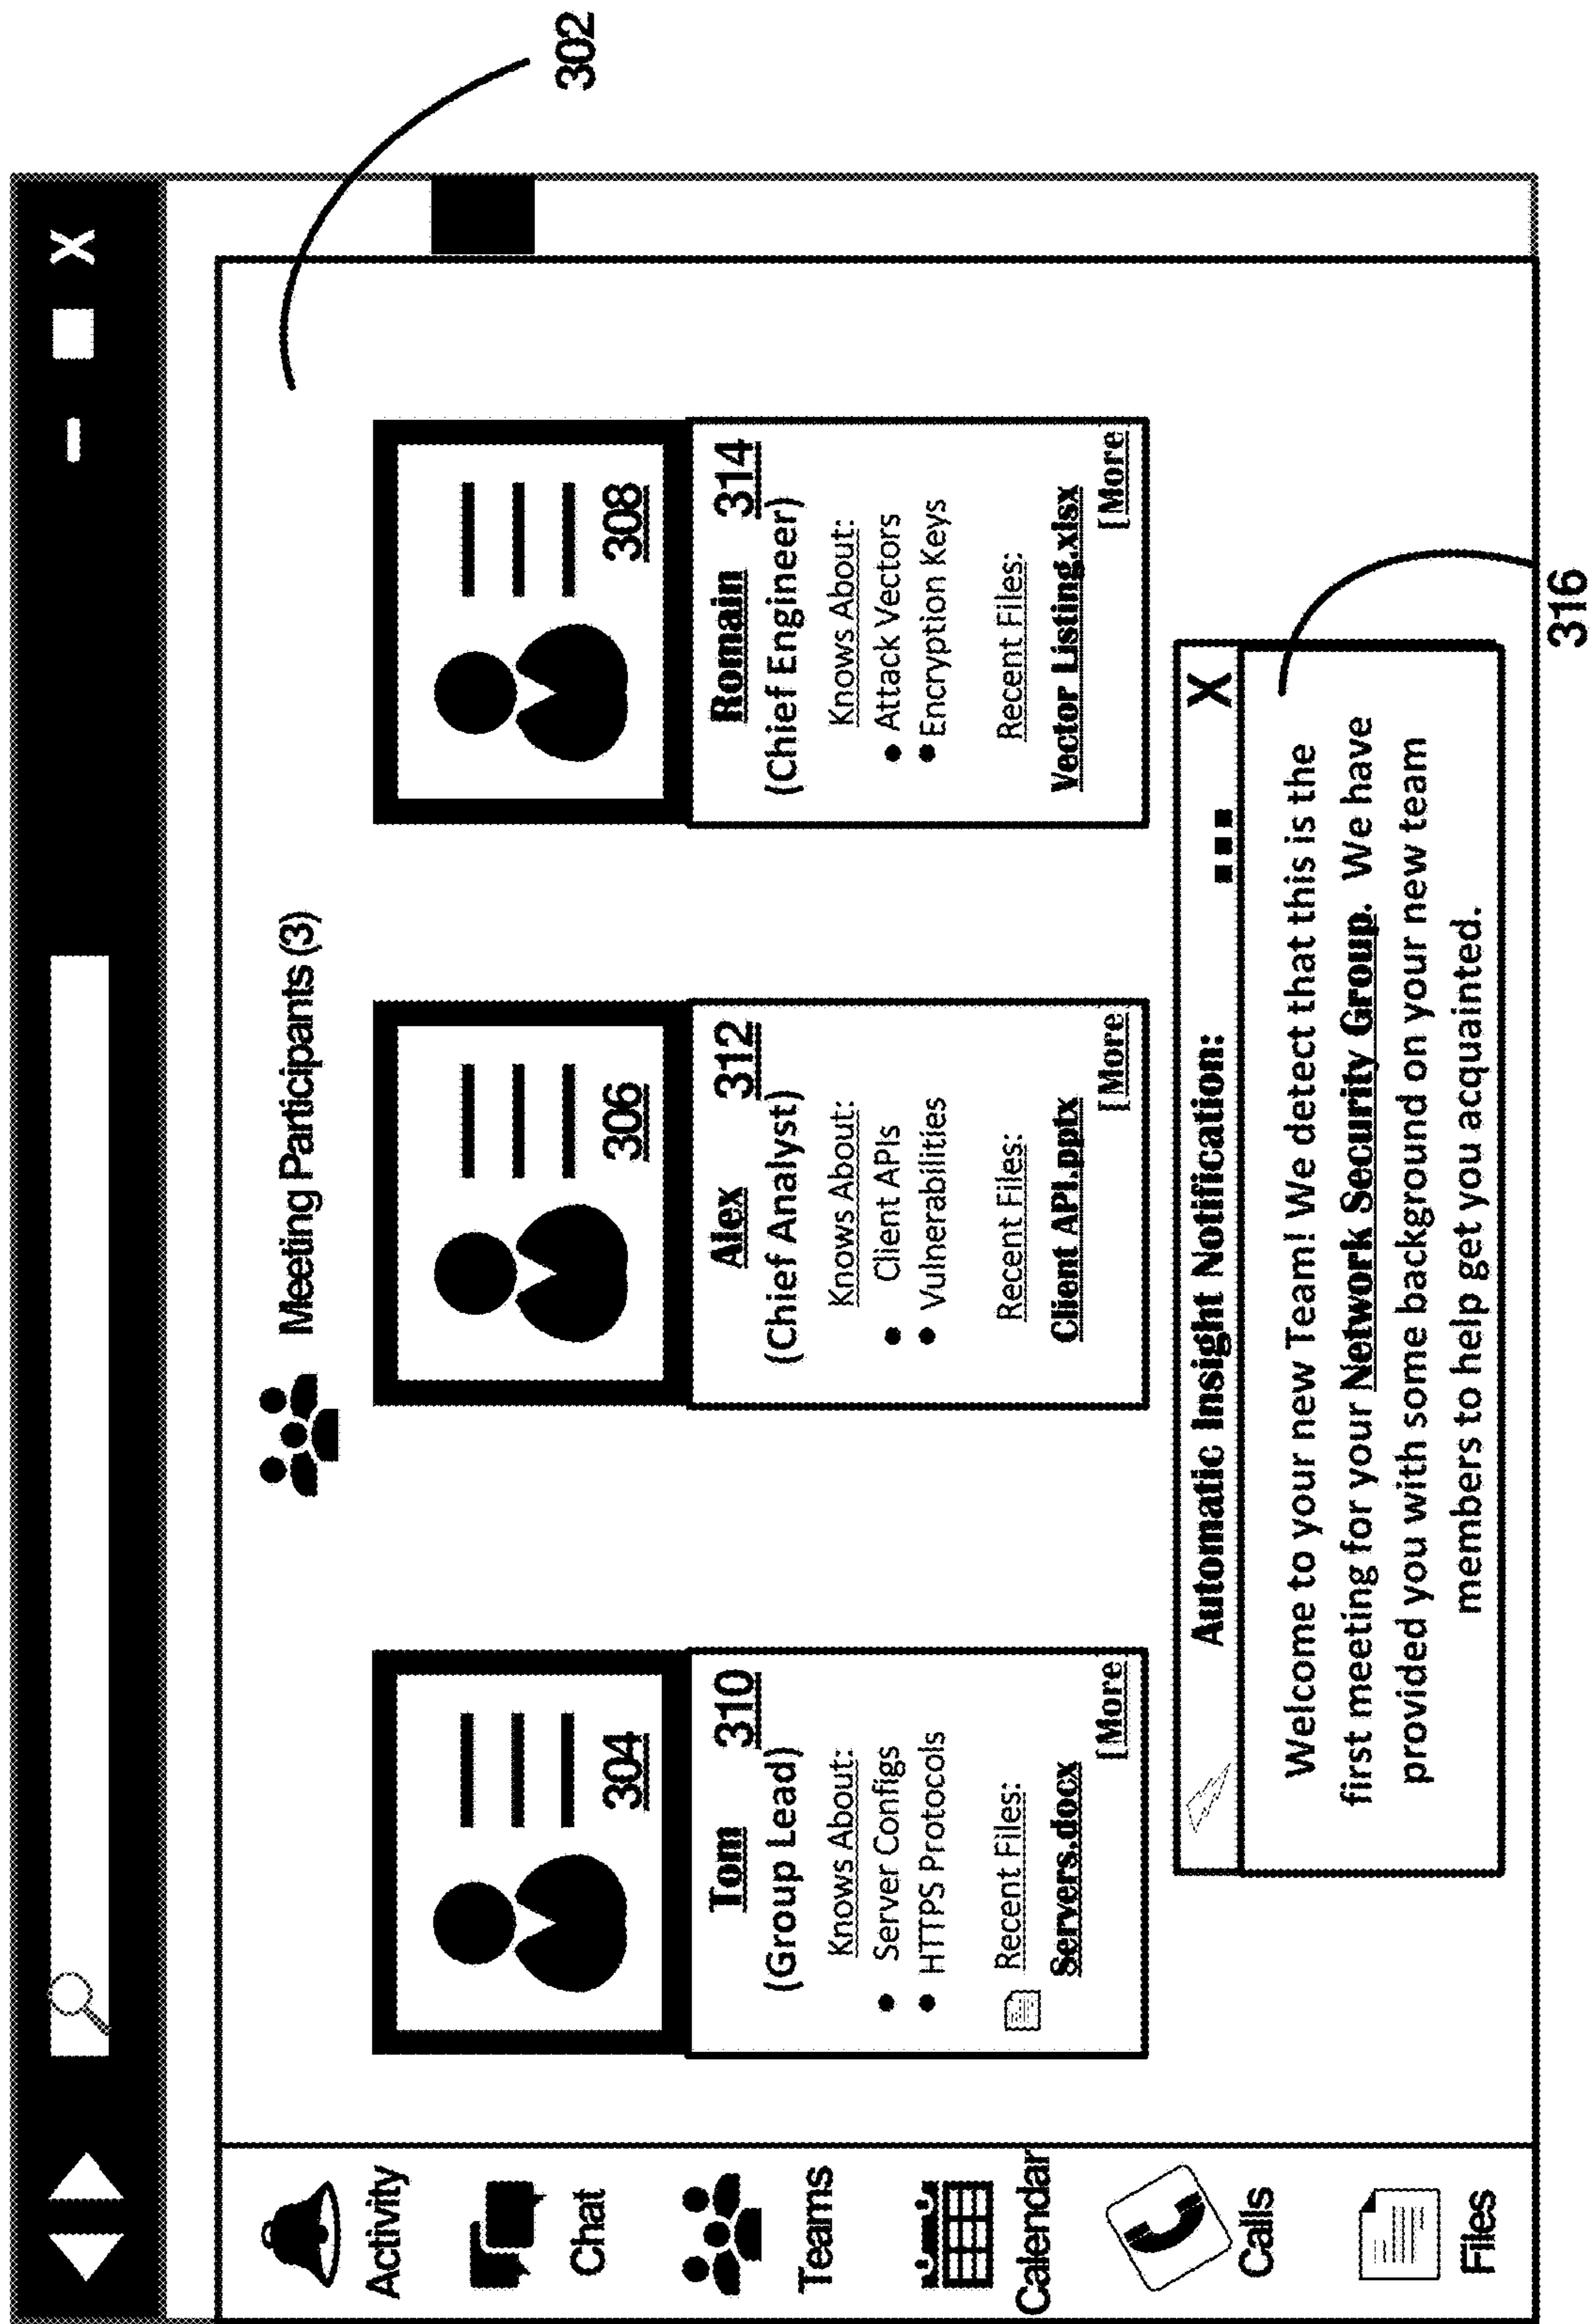 X
302
Activity
Chat
Teams
Calendar
Calls
Files
Meeting Participants (3)
304
Tom 310
(Group Lead)
Knows About:
• Server Configs
• HTTPS Protocols
Recent Files:
Servers.docx
[More
306
Alex 312
(Chief Analyst)
Knows About:
• Client APIs
• Vulnerabilities
Recent Files:
Client API.pptx
[More
308
Romain 314
(Chief Engineer)
Knows About:
• Attack Vectors
• Encryption Keys
Recent Files:
Vector Listing.xlsx
[More
Automatic Insight Notification: ... X
Welcome to your new Team! We detect that this is the
first meeting for your Network Security Group. We have
provided you with some background on your new team
members to help get you acquainted.
316